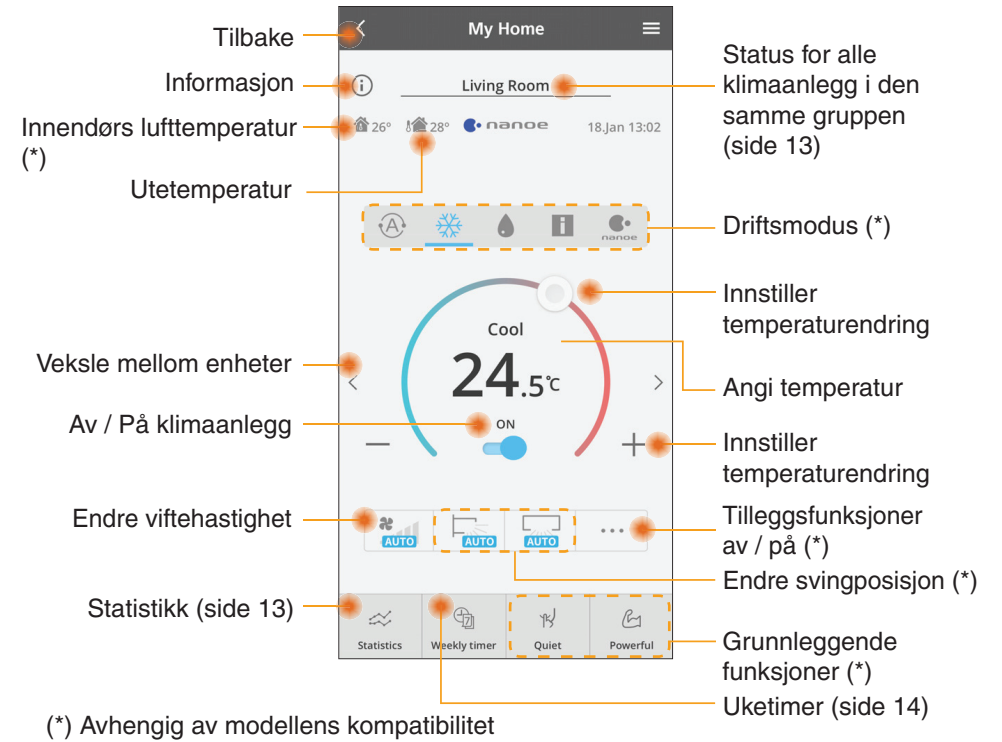 Tilbake
Informasjon
Innendørs lufttemperatur
(*)
Utetemperatur
Veksle mellom enheter
Av / På klimaanlegg
Endre viftehastighet
Statistikk (side 13)
My Home
Living Room
26°
28°
nanoe
18.Jan 13:02
A
i
nanoe
Cool
24.5°C
ON
AUTO
AUTO
AUTO
Statistics
7
Weekly timer
Quiet
Powerful
Status for alle
klimaanlegg i den
samme gruppen
(side 13)
Driftsmodus (*)
Innstiller
temperaturendring
Angi temperatur
Innstiller
temperaturendring
Tilleggsfunksjoner
av / på (*)
Endre svingposisjon (*)
Grunnleggende
funksjoner (*)
Uketimer (side 14)
(*) Avhengig av modellens kompatibilitet